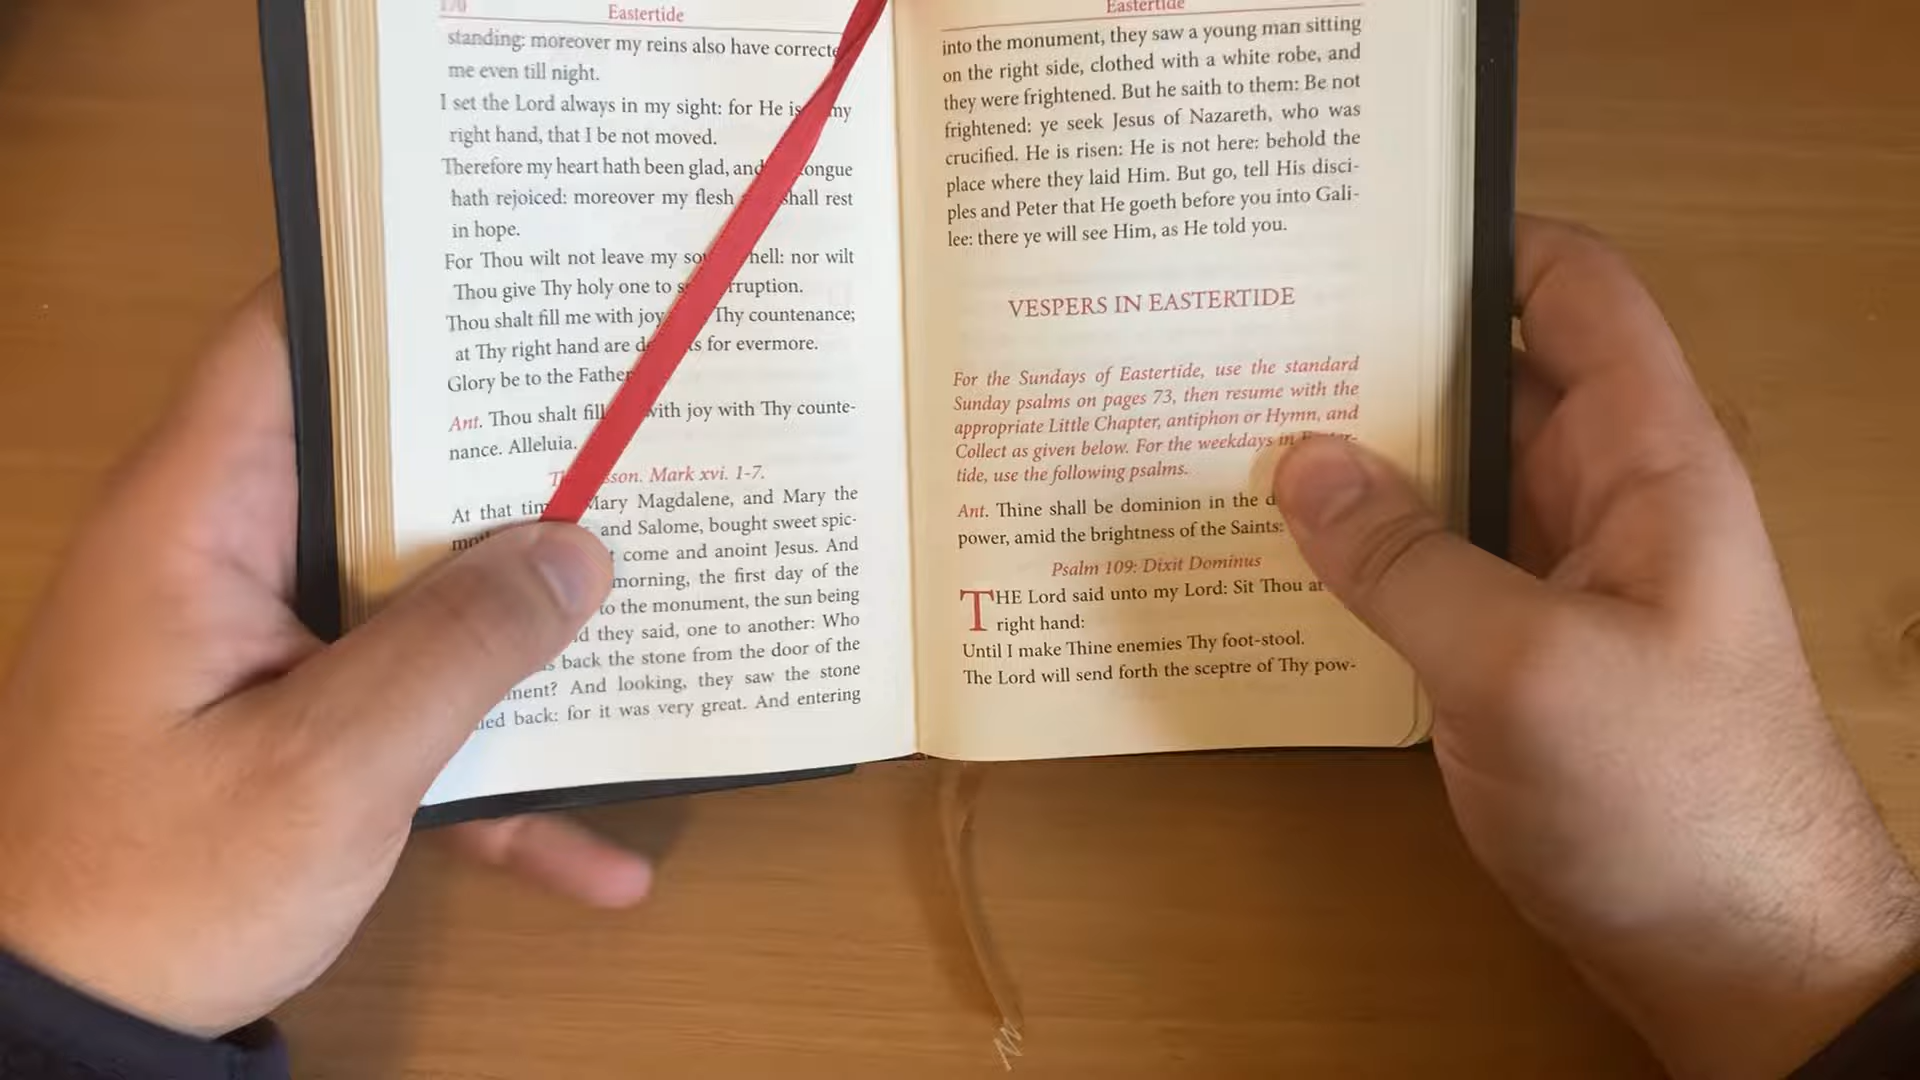 170
Eastertide
standing: moreover my reins also have correcte
me even till night.
I set the Lord always in my sight: for He is my
right hand, that I be not moved.
Therefore my heart hath been glad, and ongue
hath rejoiced: moreover my flesh shall rest
in hope.
For Thou wilt not leave my so hell: nor wilt
Thou give Thy holy one to s rruption.
Thou shalt fill me with joy Thy countenance;
at Thy right hand are d ts for evermore.
Glory be to the Father
Ant. Thou shalt fill with joy with Thy counte-
nance. Alleluia.
sson. Mark xvi. 1-7.
At that tim Mary Magdalene, and Mary the
and Salome, bought sweet spic-
t come and anoint Jesus. And
morning, the first day of the
to the monument, the sun being
d they said, one to another: Who
s back the stone from the door of the
ment? And looking, they saw the stone
led back: for it was very great. And entering
Eastertide
into the monument, they saw a young man sitting
on the right side, clothed with a white robe, and
they were frightened. But he saith to them: Be not
frightened: ye seek Jesus of Nazareth, who was
crucified. He is risen: He is not here: behold the
place where they laid Him. But go, tell His disci-
ples and Peter that He goeth before you into Gali-
lee: there ye will see Him, as He told you.
VESPERS IN EASTERTIDE
For the Sundays of Eastertide, use the standard
Sunday psalms on pages 73, then resume with the
appropriate Little Chapter, antiphon or Hymn, and
Collect as given below. For the weekdays in
tide, use the following psalms.
Ant. Thine shall be dominion in the d
power, amid the brightness of the Saints:
Psalm 109: Dixit Dominus
THE Lord said unto my Lord: Sit Thou at
right hand:
Until I make Thine enemies Thy foot-stool.
The Lord will send forth the sceptre of Thy pow-